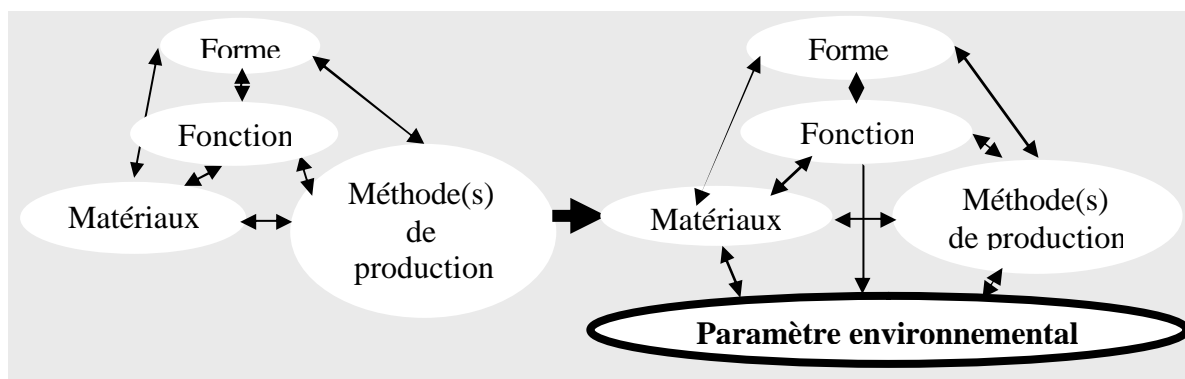 Forme
Fonction
Matériaux
Méthode(s)
de
production
Forme
Fonction
Matériaux
Méthode(s)
de production
Paramètre environnemental